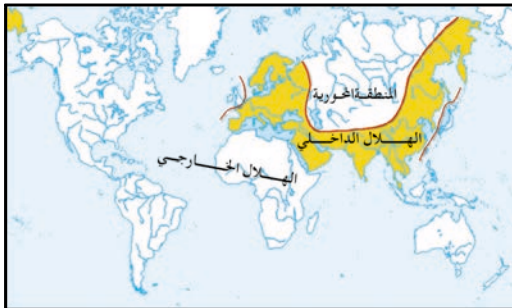 المنطقة المحورية
الهلال الداخلي
الهلال الخارجي